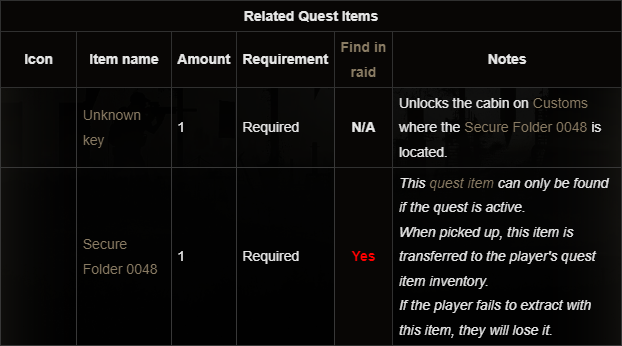 Related Quest Items
Icon Item name Amount Requirement Find in raid Notes
Unknown key 1 Required N/A Unlocks the cabin on Customs
where the Secure Folder 0048 is
located.
Secure Folder 0048 1 Required Yes This quest item can only be found
if the quest is active.
When picked up, this item is
transferred to the player's quest
item inventory.
If the player fails to extract with
this item, they will lose it.